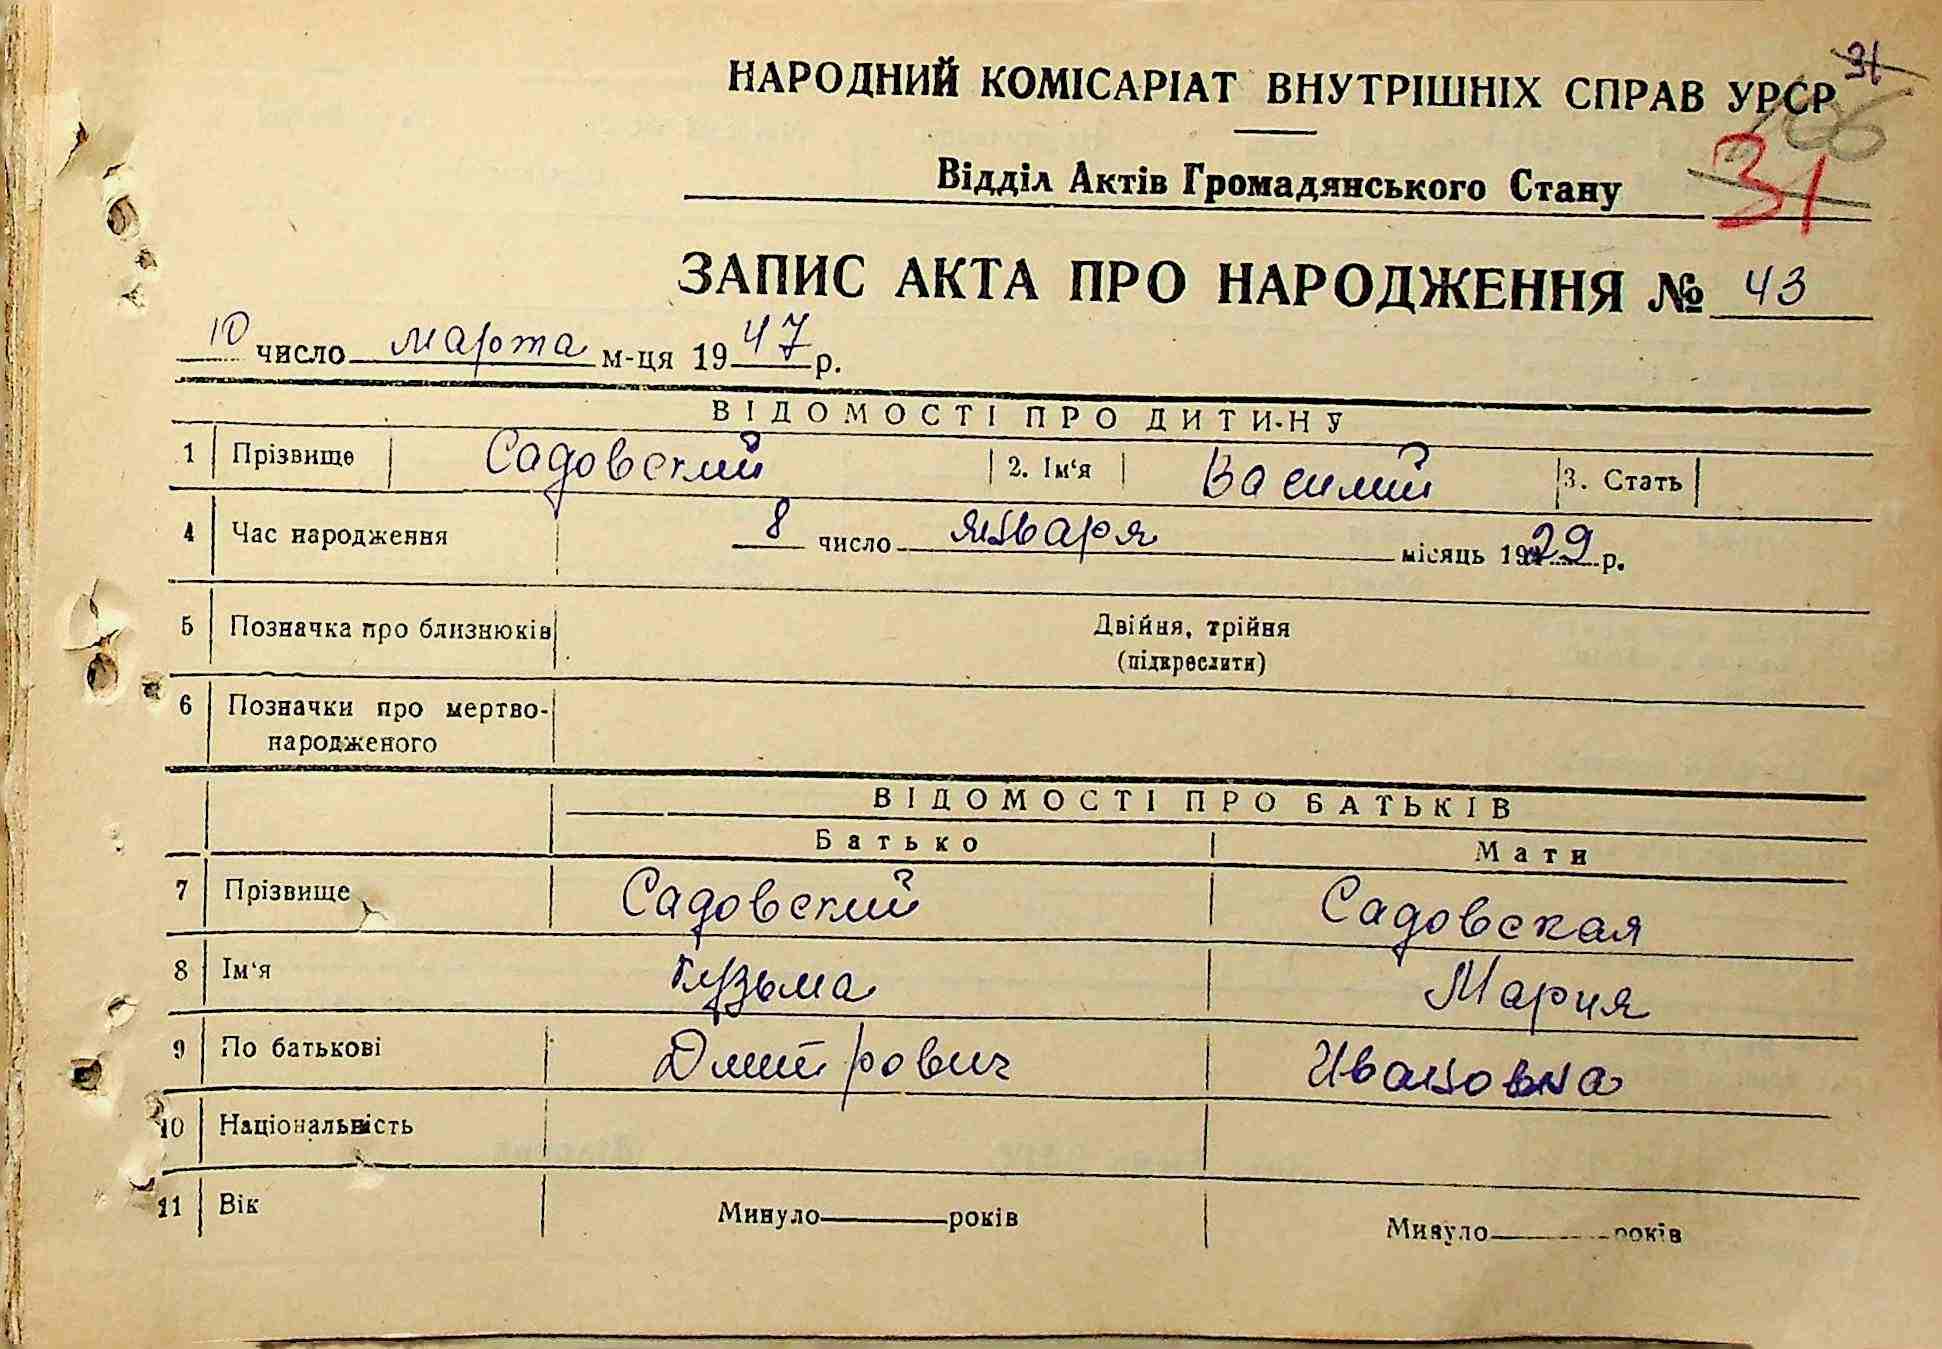 31
НАРОДНИЙ КОМІСАРІАТ ВНУТРІШНІХ СПРАВ УРСР
166
Відділ Актів Громадянського Стану 31
ЗАПИС АКТА ПРО НАРОДЖЕННЯ № 43
10 число марта м-ця 1947 р.
ВІДОМОСТІ ПРО ДИТИНУ
1 Прізвище Садовский 2. Ім‘я Василий 3. Стать
4 Час народження 8 число января місяць 1929 р.
5 Позначка про близнюків Двійня, трійня
(підкреслити)
6 Позначки про мертво-
народженого
ВІДОМОСТІ ПРО БАТЬКІВ
Батько Мати
7 Прізвище Садовский Садовская
8 Ім‘я Кузьма Мария
9 По батькові Дмитрович Ивановна
10 Національність
11 Вік Минуло років Минуло років